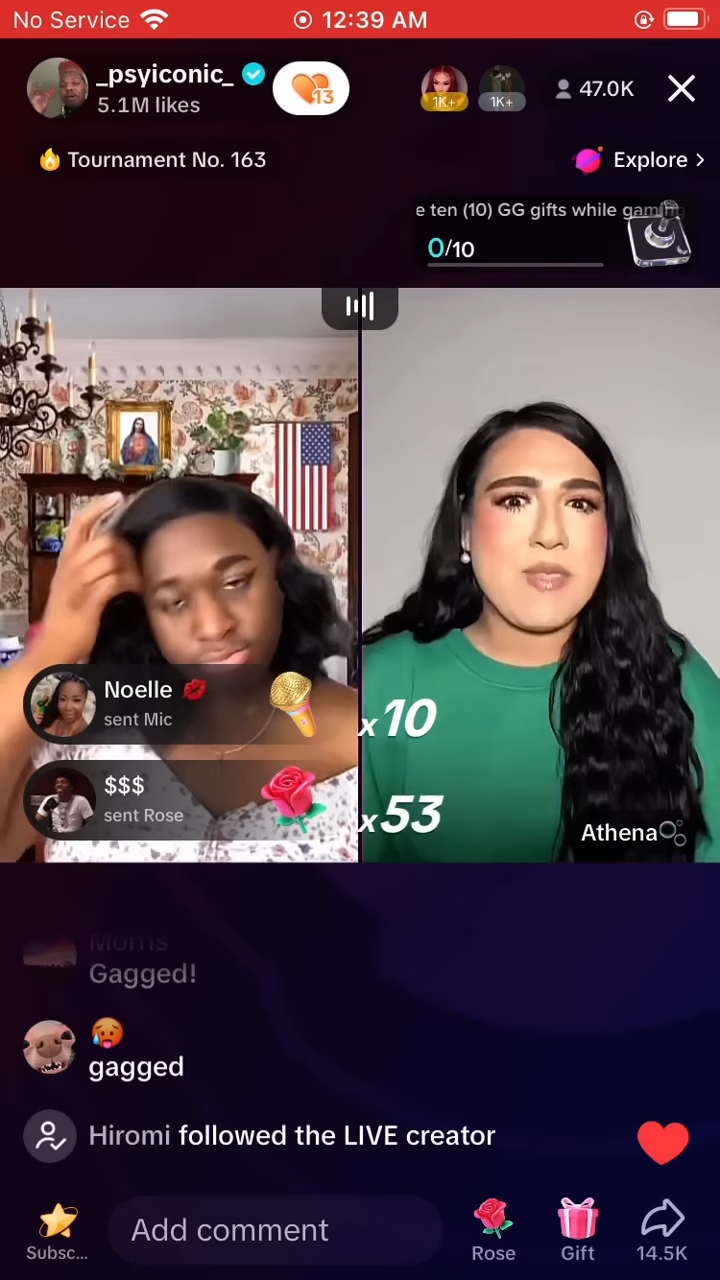 No Service
12:39 AM
_psyiconic_
5.1M likes
13
1K+
1K+
47.0K
Tournament No. 163
Explore >
e ten (10) GG gifts while gaming
0/10
Noelle
sent Mic
x10
$$$
sent Rose
x53
Athena
Morris
Gagged!
gagged
Hiromi followed the LIVE creator
Subsc...
Add comment
Rose
Gift
14.5K